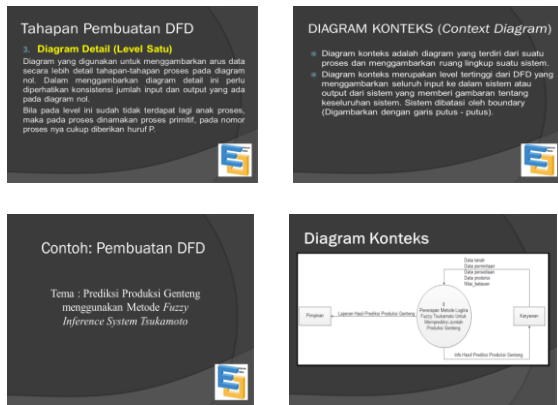 Tahapan Pembuatan DFD
3. Diagram Detail (Level Satu)
Diagram yang digunakan untuk menggambarkan arus data
secara lebih detail tahapan-tahapan proses pada diagram
nol. Dalam menggambarkan diagram detail ini perlu
diperhatikan konsistensi jumlah input dan output yang ada
pada diagram nol.
Bila pada level ini sudah tidak terdapat lagi anak proses,
maka pada proses dinamakan proses primitif, pada nomor
proses nya cukup diberikan huruf P.
DIAGRAM KONTEKS (Context Diagram)
Diagram konteks adalah diagram yang terdiri dari suatu
proses dan menggambarkan ruang lingkup suatu sistem.
Diagram konteks merupakan level tertinggi dari DFD yang
menggambarkan seluruh input ke dalam sistem atau
output dari sistem yang memberi gambaran tentang
keseluruhan sistem. Sistem dibatasi oleh boundary
(Digambarkan dengan garis putus - putus).
Contoh: Pembuatan DFD
Tema : Prediksi Produksi Genteng
menggunakan Metode Fuzzy
Inference System Tsukamoto
Diagram Konteks
Data tanah
Data permintaan
Data persediaan
Data produksi
Nilai_batasan
Pimpinan
Laporan Hasil Prediksi Produksi Genteng
0
Penerapan Metode Logika
Fuzzy Tsukamoto Untuk
Memprediksi Jumlah
Produksi Genteng
Karyawan
Info Hasil Prediksi Produksi Genteng